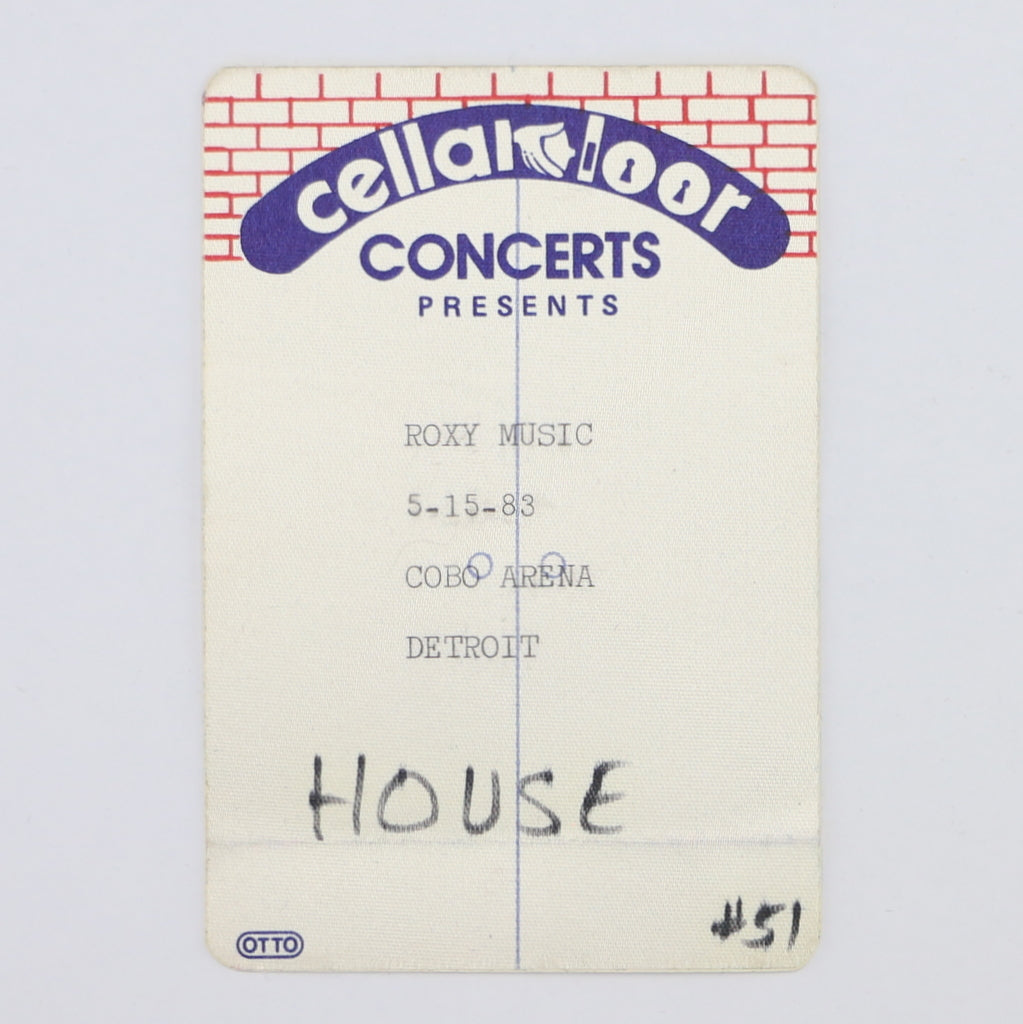 cellar door
CONCERTS
PRESENTS
ROXY MUSIC
5-15-83
COBO ARENA
DETROIT
HOUSE
#51
OTTO